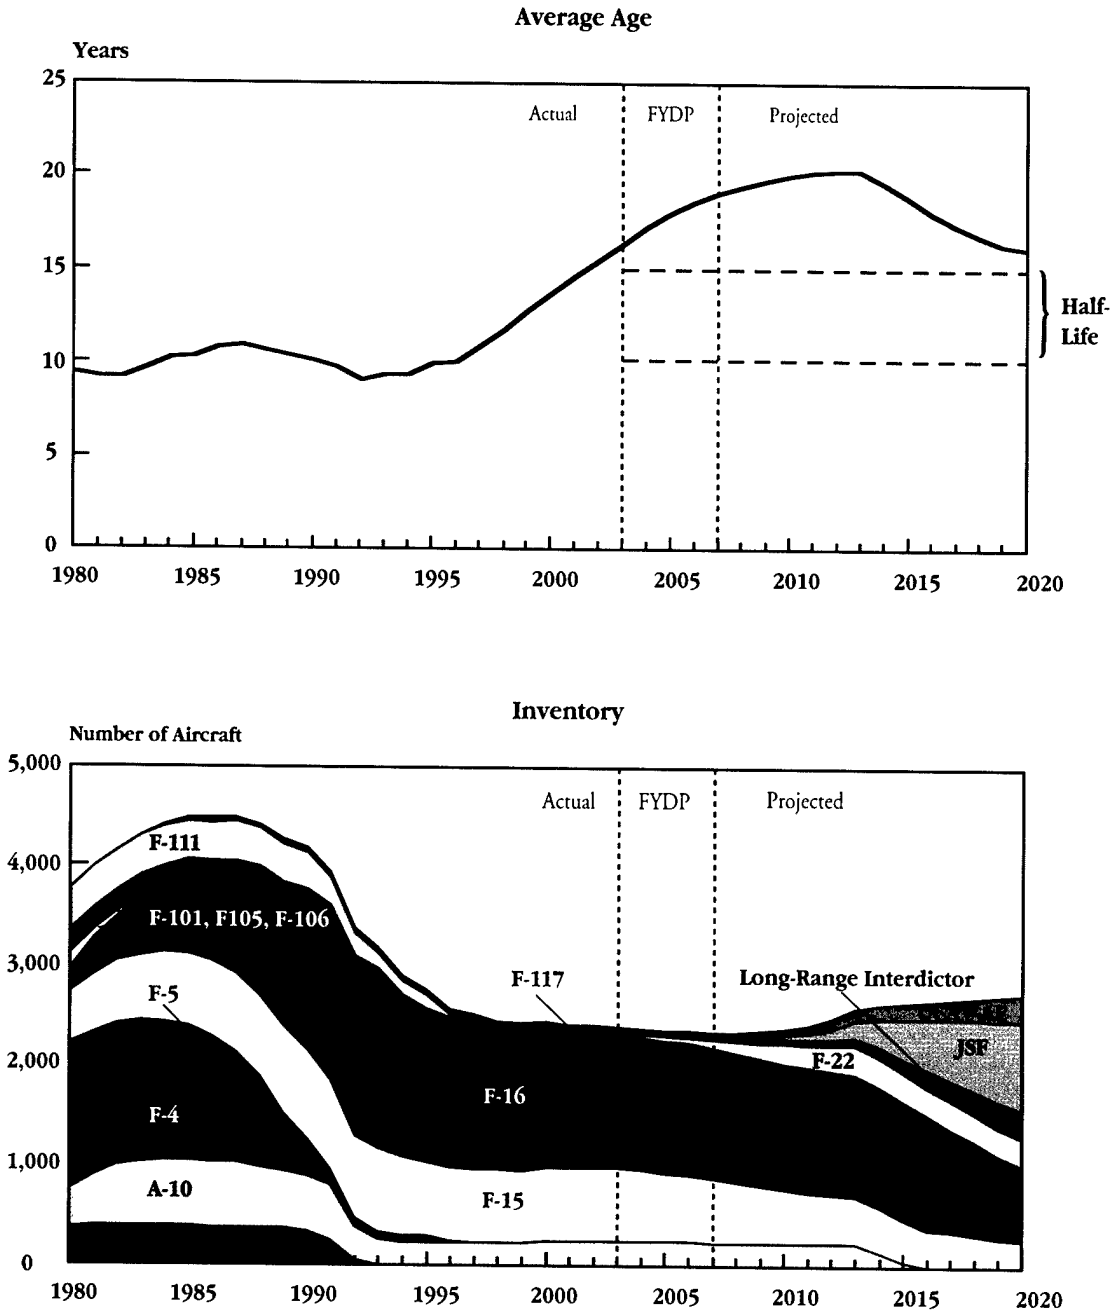 Average Age
Years
25
Actual FYDP Projected
20
15
Half-
Life
10
5
0
1980 1985 1990 1995 2000 2005 2010 2015 2020
Inventory
Number of Aircraft
5,000
Actual FYDP Projected
F-111
4,000
F-101, F105, F-106
3,000
F-117 Long-Range Interdictor
F-5
JSF
2,000
F-22
F-16
F-4
1,000
A-10
F-15
0
1980 1985 1990 1995 2000 2005 2010 2015 2020